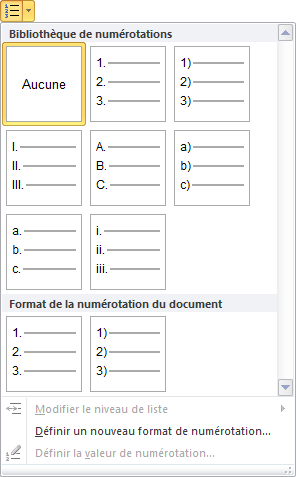 Bibliothèque de numérotations
Aucune
1.
2.
3.
1)
2)
3)
I.
II.
III.
A.
B.
C.
a)
b)
c)
a.
b.
c.
i.
ii.
iii.
Format de la numérotation du document
1.
2.
3.
1)
2)
3)
Modifier le niveau de liste
Définir un nouveau format de numérotation...
Définir la valeur de numérotation...